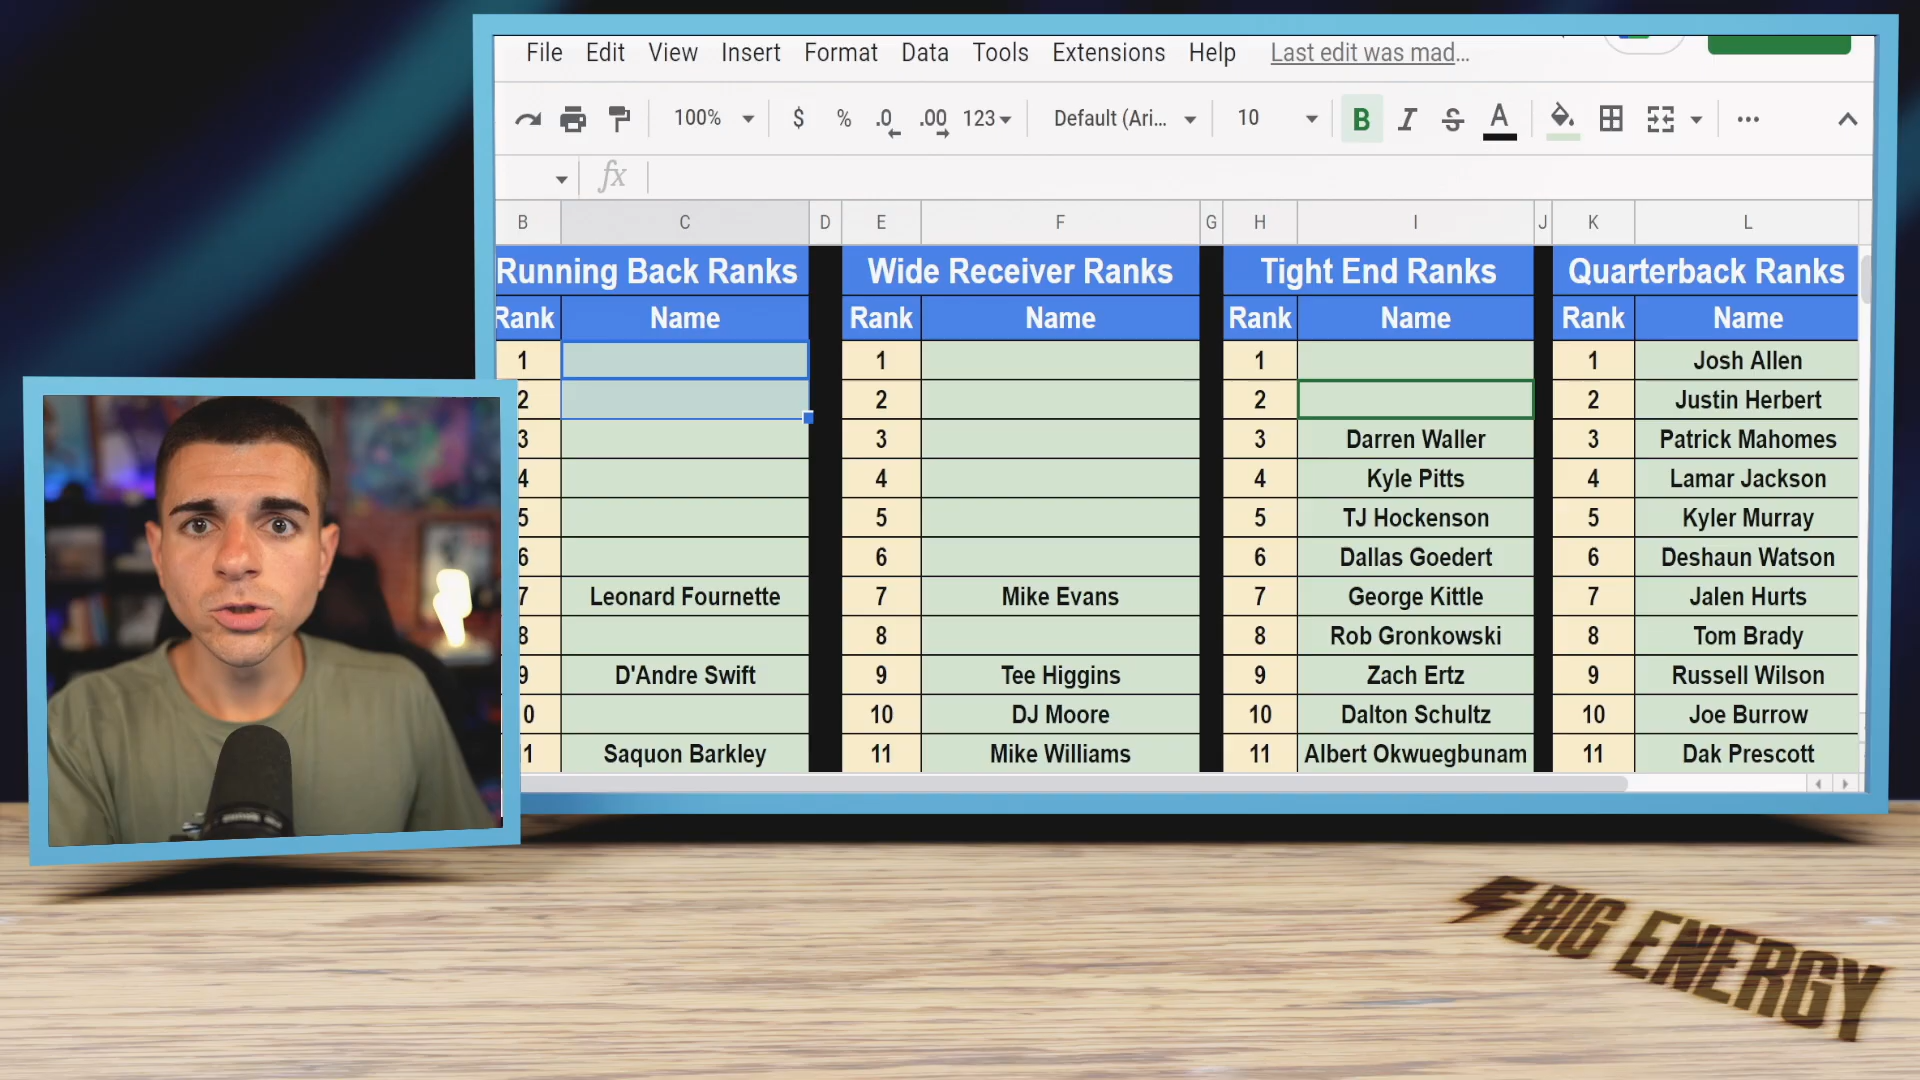 File Edit View Insert Format Data Tools Extensions Help Last edit was mad...
100% $ % .0 .00 123 Default (Ari... 10 B I S A ...
fx
B C D E F G H I J K L
Running Back Ranks Wide Receiver Ranks Tight End Ranks Quarterback Ranks
Rank Name Rank Name Rank Name Rank Name
1 1 1 1 Josh Allen
2 2 2 2 Justin Herbert
3 3 3 Darren Waller 3 Patrick Mahomes
4 4 4 Kyle Pitts 4 Lamar Jackson
5 5 5 TJ Hockenson 5 Kyler Murray
6 6 6 Dallas Goedert 6 Deshaun Watson
7 Leonard Fournette 7 Mike Evans 7 George Kittle 7 Jalen Hurts
8 8 8 Rob Gronkowski 8 Tom Brady
9 D'Andre Swift 9 Tee Higgins 9 Zach Ertz 9 Russell Wilson
10 10 DJ Moore 10 Dalton Schultz 10 Joe Burrow
11 Saquon Barkley 11 Mike Williams 11 Albert Okwuegbunam 11 Dak Prescott
BIG ENERGY